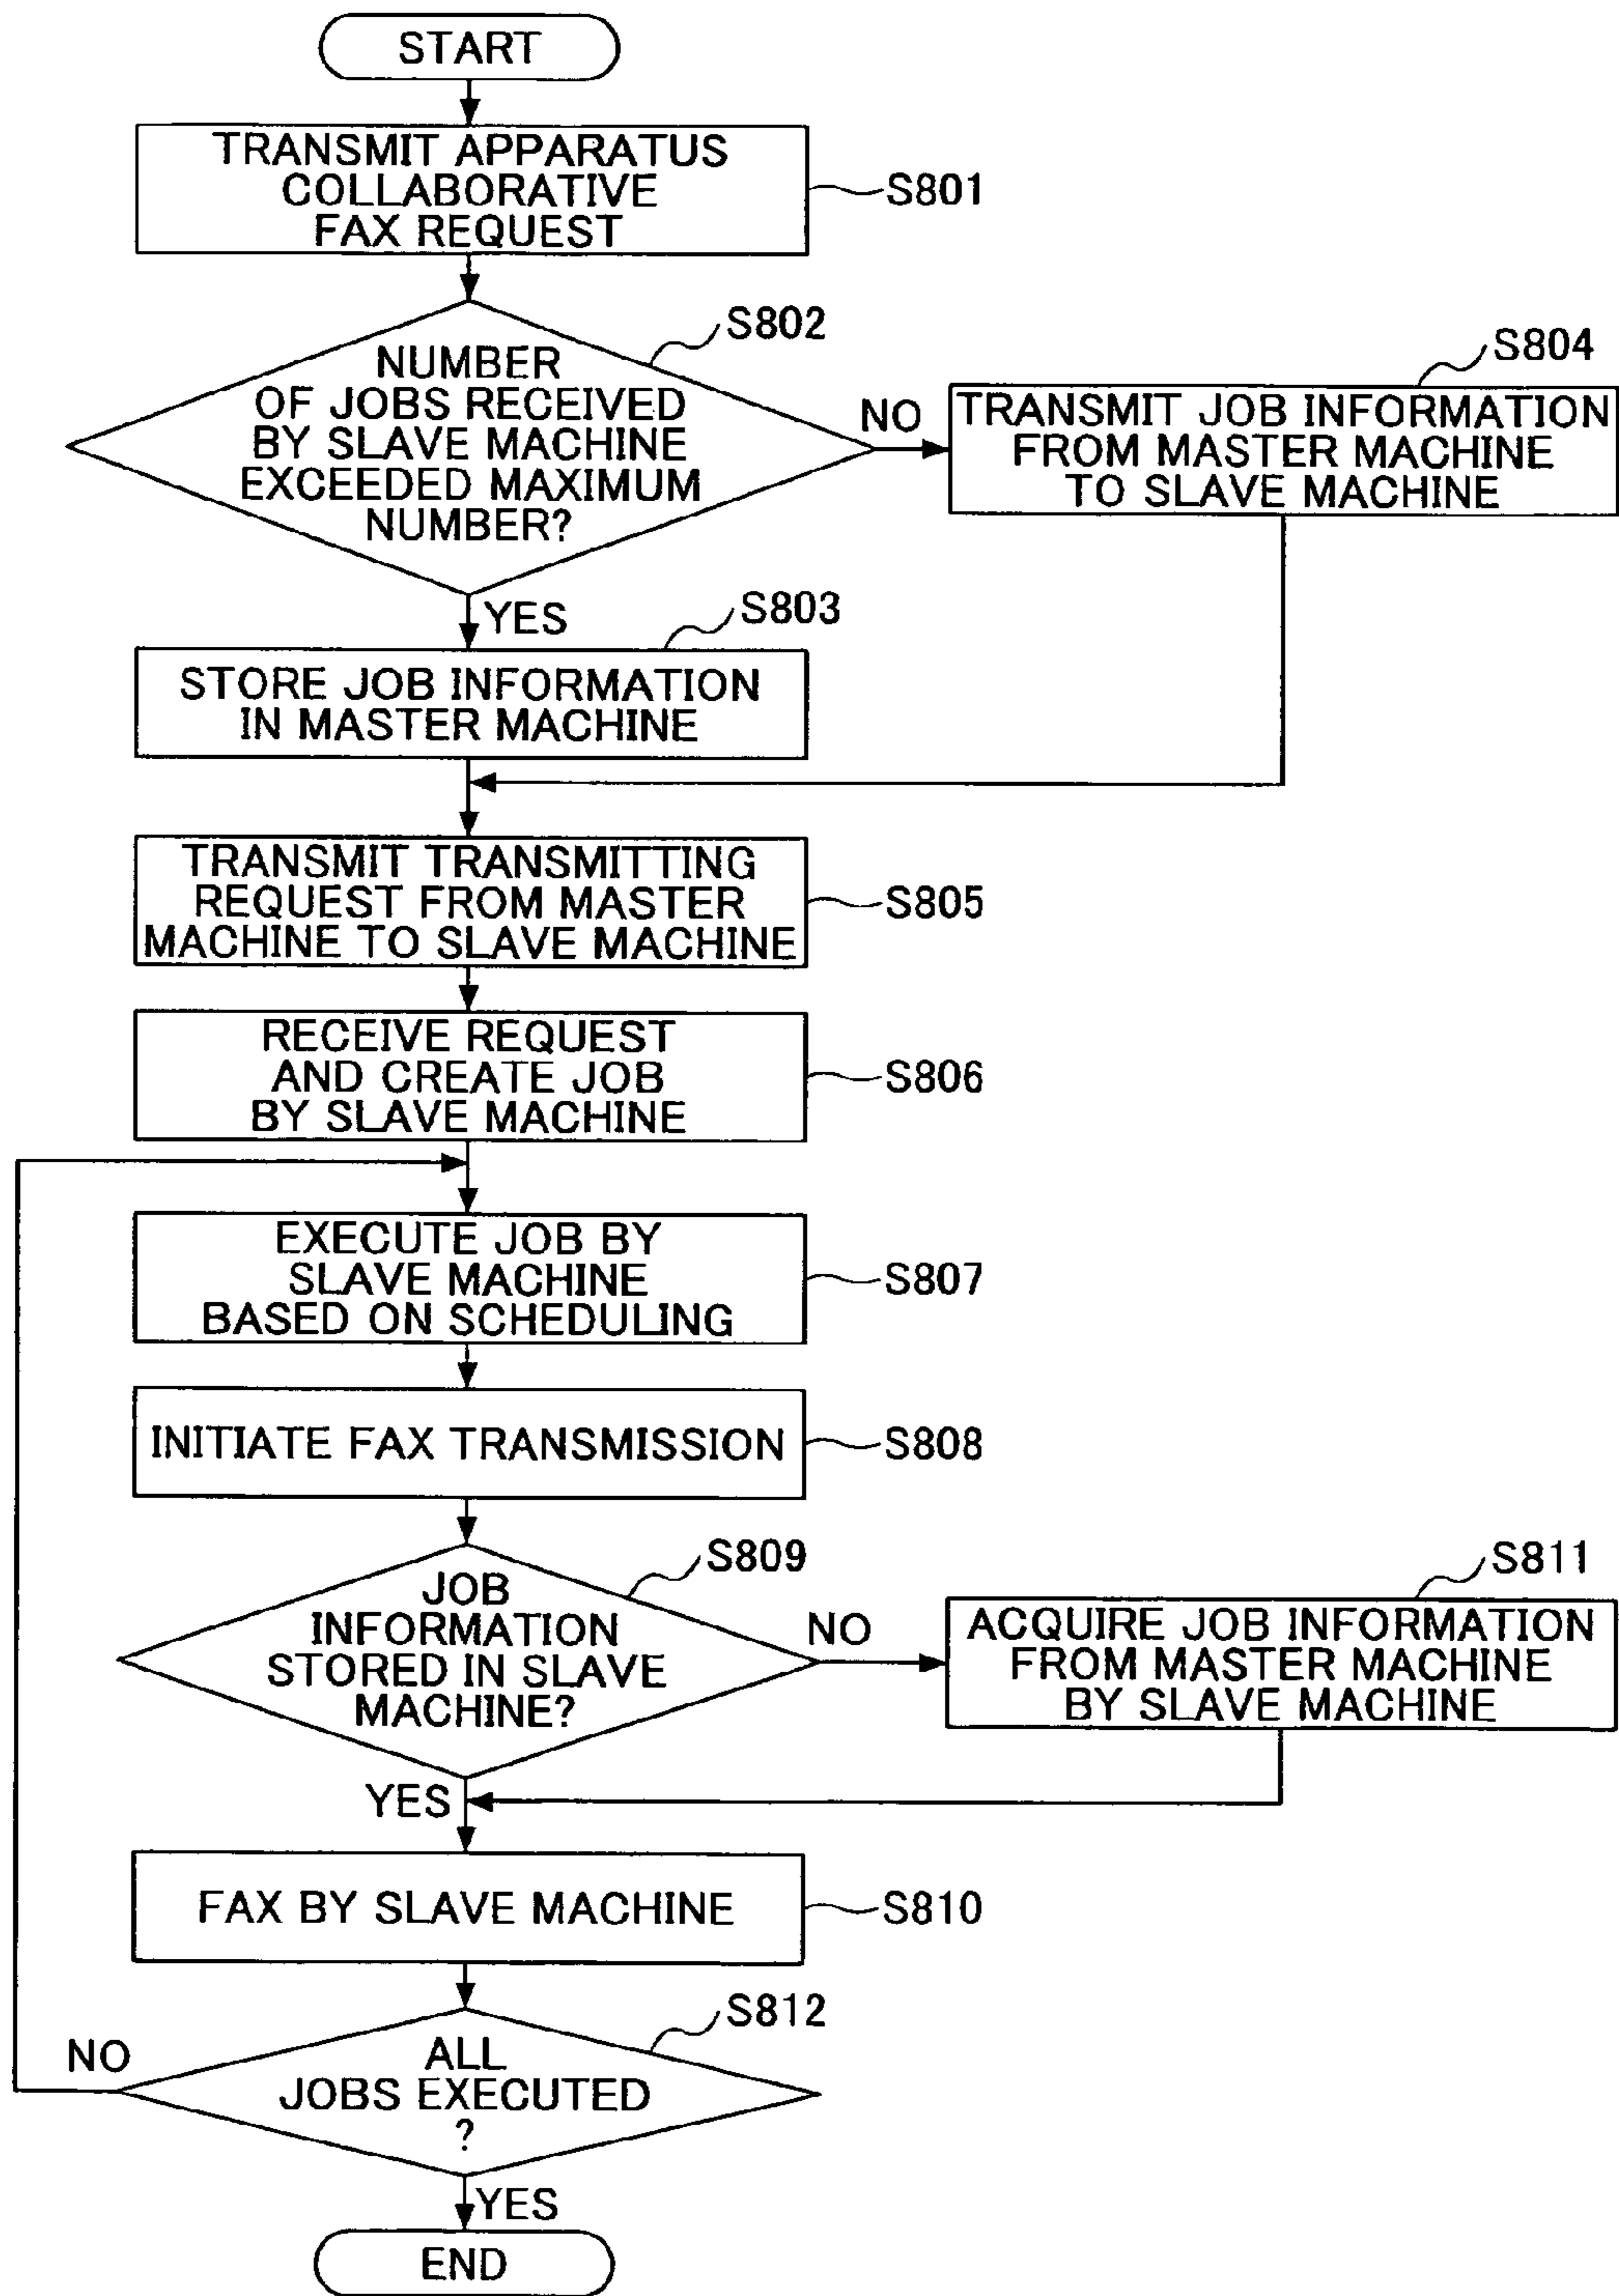 START
TRANSMIT APPARATUS
COLLABORATIVE
FAX REQUEST
S801
S802
NUMBER
OF JOBS RECEIVED
BY SLAVE MACHINE
EXCEEDED MAXIMUM
NUMBER?
NO
S804
TRANSMIT JOB INFORMATION
FROM MASTER MACHINE
TO SLAVE MACHINE
YES
S803
STORE JOB INFORMATION
IN MASTER MACHINE
TRANSMIT TRANSMITTING
REQUEST FROM MASTER
MACHINE TO SLAVE MACHINE
S805
RECEIVE REQUEST
AND CREATE JOB
BY SLAVE MACHINE
S806
EXECUTE JOB BY
SLAVE MACHINE
BASED ON SCHEDULING
S807
INITIATE FAX TRANSMISSION
S808
S809
JOB
INFORMATION
STORED IN SLAVE
MACHINE?
NO
S811
ACQUIRE JOB INFORMATION
FROM MASTER MACHINE
BY SLAVE MACHINE
YES
FAX BY SLAVE MACHINE
S810
S812
ALL
JOBS EXECUTED
?
NO
YES
END